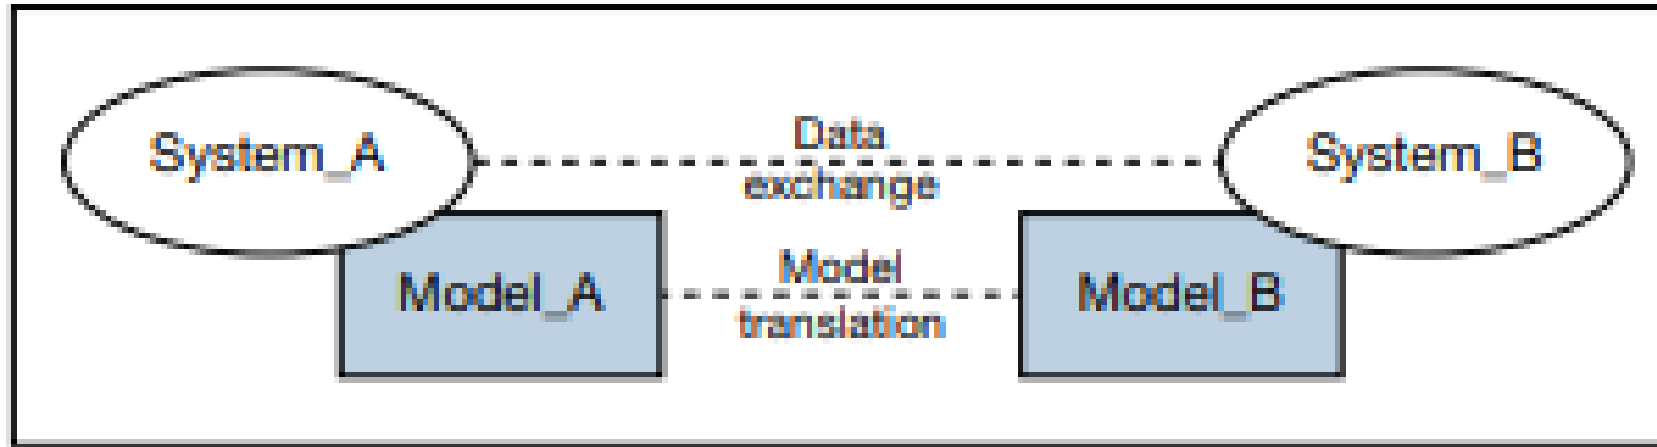 System_A
Data
exchange
System_B
Model_A
Model
translation
Model_B